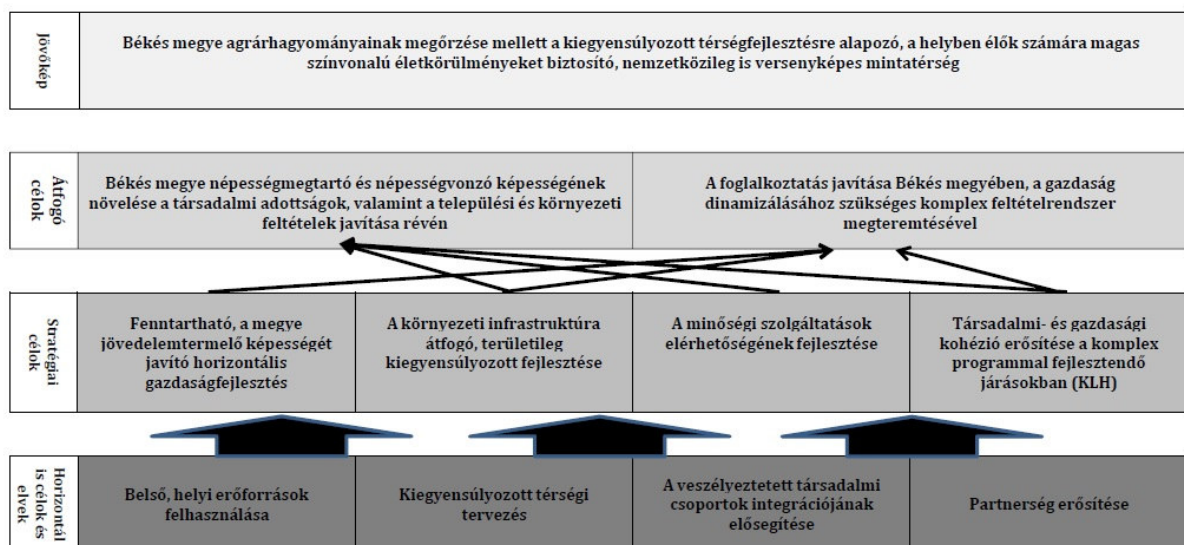 Jövőkép
Békés megye agrárhagyományainak megőrzése mellett a kiegyensúlyozott térségfejlesztésre alapozó, a helyben élők számára magas
színvonalú életkörülményeket biztosító, nemzetközileg is versenyképes mintatérség
Átfogó
célok
Békés megye népességmegtartó és népességvonzó képességének
növelése a társadalmi adottságok, valamint a települési és környezeti
feltételek javítása révén
A foglalkoztatás javítása Békés megyében, a gazdaság
dinamizálásához szükséges komplex feltételrendszer
megteremtésével
Stratégiai
célok
Fenntartható, a megye
jövedelemtermelő képességét
javító horizontális
gazdaságfejlesztés
A környezeti infrastruktúra
átfogó, területileg
kiegyensúlyozott fejlesztése
A minőségi szolgáltatások
elérhetőségének fejlesztése
Társadalmi- és gazdasági
kohézió erősítése a komplex
programmal fejlesztendő
járásokban (KLH)
Horizontál
is célok és
elvek
Belső, helyi erőforrások
felhasználása
Kiegyensúlyozott térségi
tervezés
A veszélyeztetett társadalmi
csoportok integrációjának
elősegítése
Partnerség erősítése